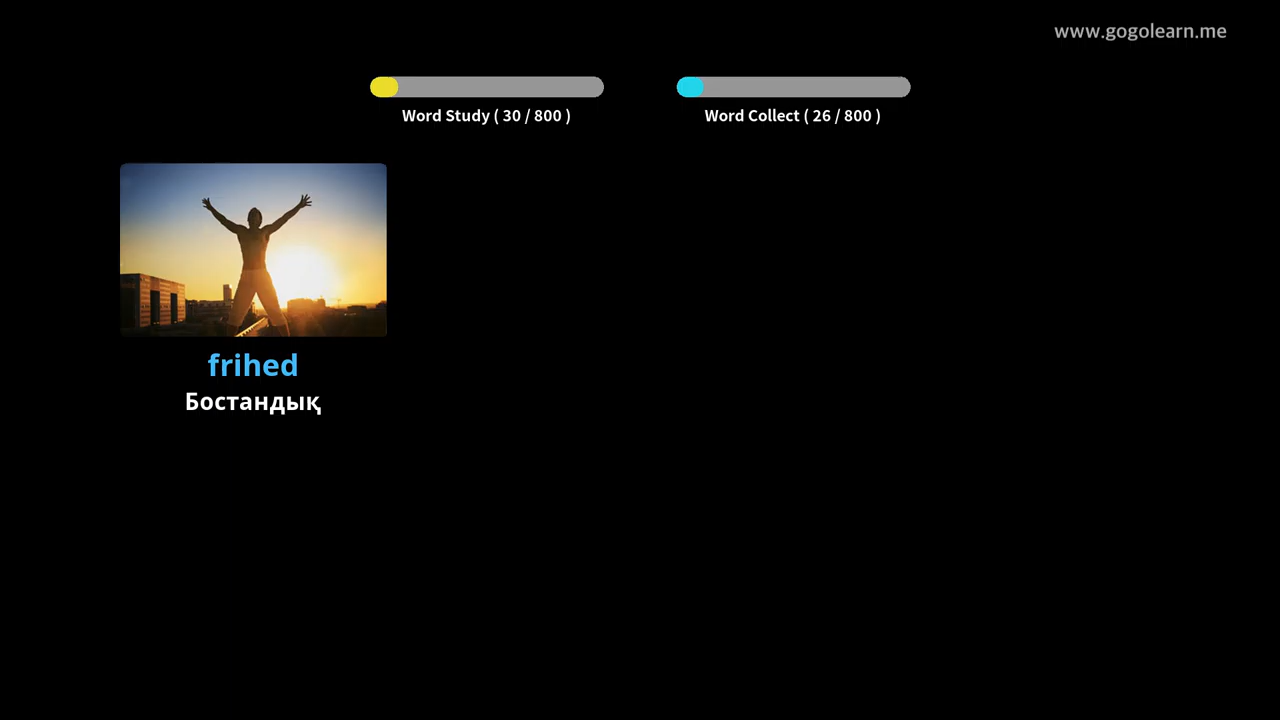 www.gogolearn.me
Word Study ( 30 / 800 )
Word Collect ( 26 / 800 )
frihed
Бостандық